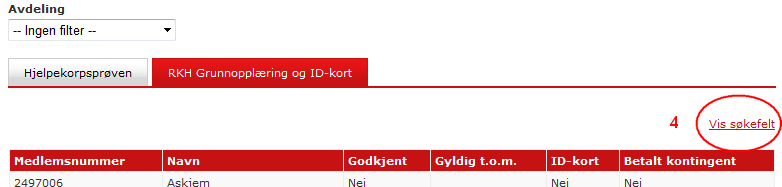 Avdeling
-- Ingen filter --
Hjelpekorpsprøven RKH Grunnopplæring og ID-kort
4 Vis søkefelt
Medlemsnummer Navn Godkjent Gyldig t.o.m. ID-kort Betalt kontingent
2497006 Askjem Nei Nei Nei